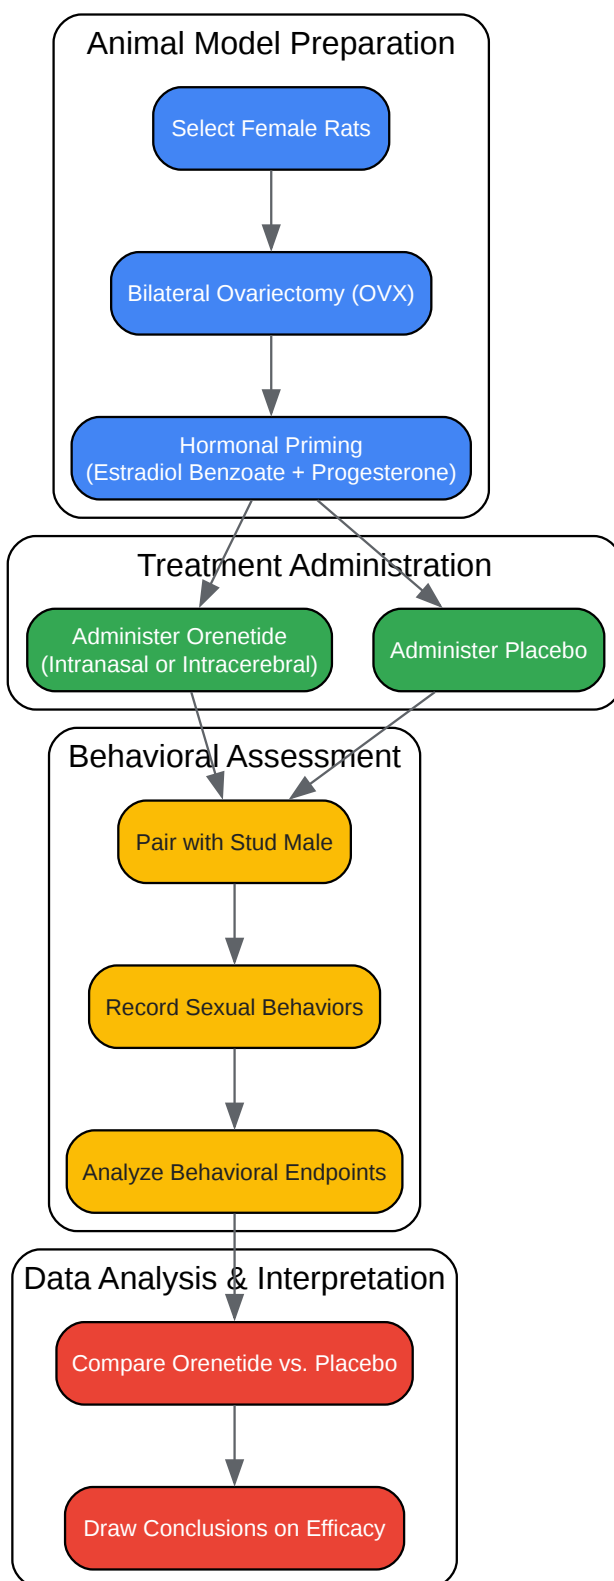 Animal Model Preparation
Select Female Rats
Bilateral Ovariectomy (OVX)
Hormonal Priming
(Estradiol Benzoate + Progesterone)
Treatment Administration
Administer Orenetide
(Intranasal or Intracerebral)
Administer Placebo
Behavioral Assessment
Pair with Stud Male
Record Sexual Behaviors
Analyze Behavioral Endpoints
Data Analysis & Interpretation
Compare Orenetide vs. Placebo
Draw Conclusions on Efficacy